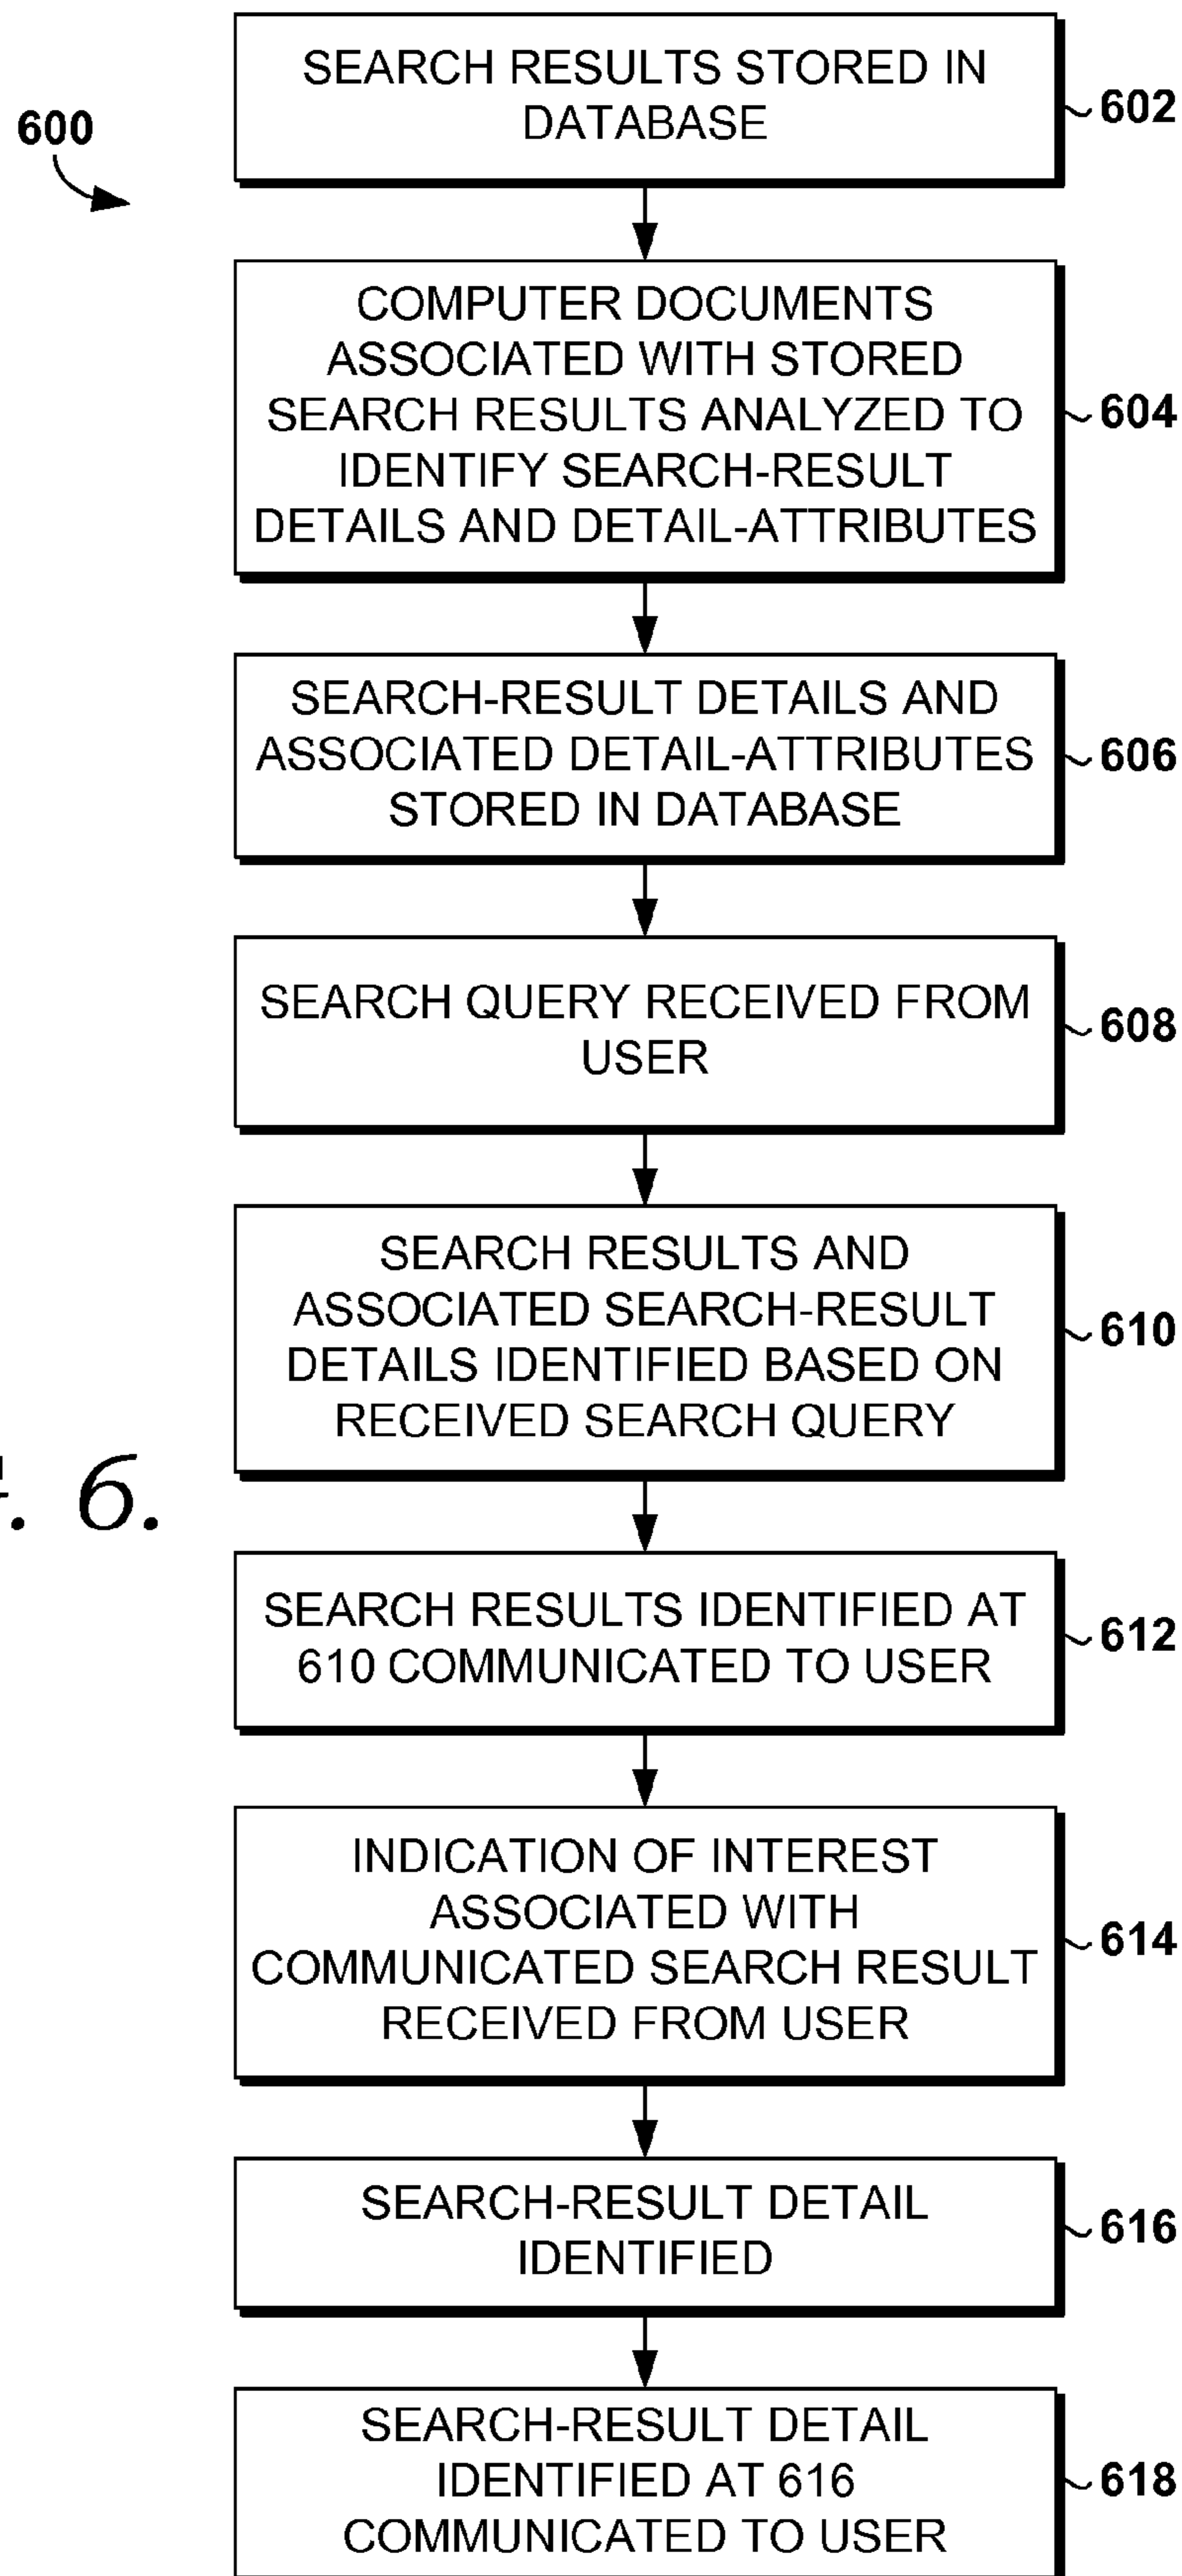 600
SEARCH RESULTS STORED IN
DATABASE
602
COMPUTER DOCUMENTS
ASSOCIATED WITH STORED
SEARCH RESULTS ANALYZED TO
IDENTIFY SEARCH-RESULT
DETAILS AND DETAIL-ATTRIBUTES
604
SEARCH-RESULT DETAILS AND
ASSOCIATED DETAIL-ATTRIBUTES
STORED IN DATABASE
606
SEARCH QUERY RECEIVED FROM
USER
608
SEARCH RESULTS AND
ASSOCIATED SEARCH-RESULT
DETAILS IDENTIFIED BASED ON
RECEIVED SEARCH QUERY
610
6.
SEARCH RESULTS IDENTIFIED AT
610 COMMUNICATED TO USER
612
INDICATION OF INTEREST
ASSOCIATED WITH
COMMUNICATED SEARCH RESULT
RECEIVED FROM USER
614
SEARCH-RESULT DETAIL
IDENTIFIED
616
SEARCH-RESULT DETAIL
IDENTIFIED AT 616
COMMUNICATED TO USER
618